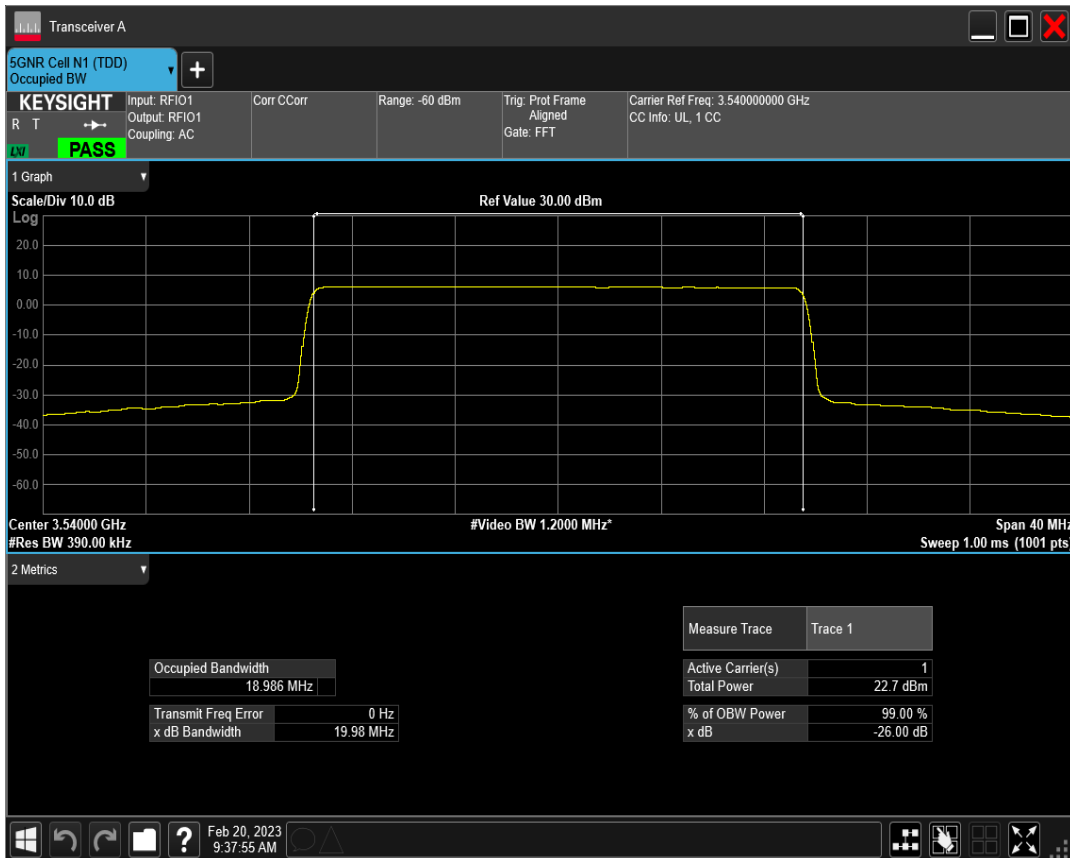 Transceiver A
5GNR Cell N1 (TDD)
Occupied BW
+
KEYSIGHT
R T
LXI
PASS
Input: RFIO1
Output: RFIO1
Coupling: AC
Corr CCorr
Range: -60 dBm
Trig: Prot Frame
Aligned
Gate: FFT
Carrier Ref Freq: 3.540000000 GHz
CC Info: UL, 1 CC
1 Graph
Scale/Div 10.0 dB
Ref Value 30.00 dBm
Log
20.0
10.0
0.00
-10.0
-20.0
-30.0
-40.0
-50.0
-60.0
Center 3.54000 GHz
#Video BW 1.2000 MHz*
Span 40 MHz
#Res BW 390.00 kHz
Sweep 1.00 ms (1001 pts)
2 Metrics
Measure Trace Trace 1
Occupied Bandwidth
18.986 MHz
Active Carrier(s) 1
Total Power 22.7 dBm
Transmit Freq Error 0 Hz
x dB Bandwidth 19.98 MHz
% of OBW Power 99.00 %
x dB -26.00 dB
?
Feb 20, 2023
9:37:55 AM